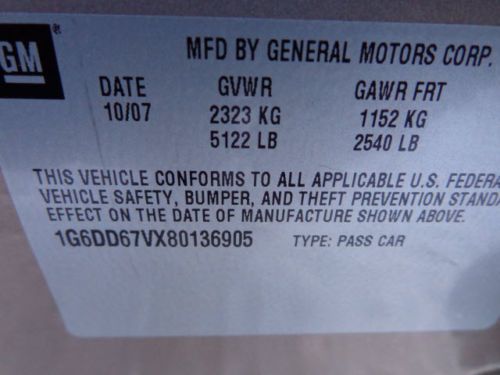 GM ®
MFD BY GENERAL MOTORS CORP.
DATE GVWR GAWR FRT
10/07 2323 KG 1152 KG
5122 LB 2540 LB
THIS VEHICLE CONFORMS TO ALL APPLICABLE U.S. FEDERA
VEHICLE SAFETY, BUMPER, AND THEFT PREVENTION STANDA
EFFECT ON THE DATE OF MANUFACTURE SHOWN ABOVE.
1G6DD67VX80136905 TYPE: PASS CAR